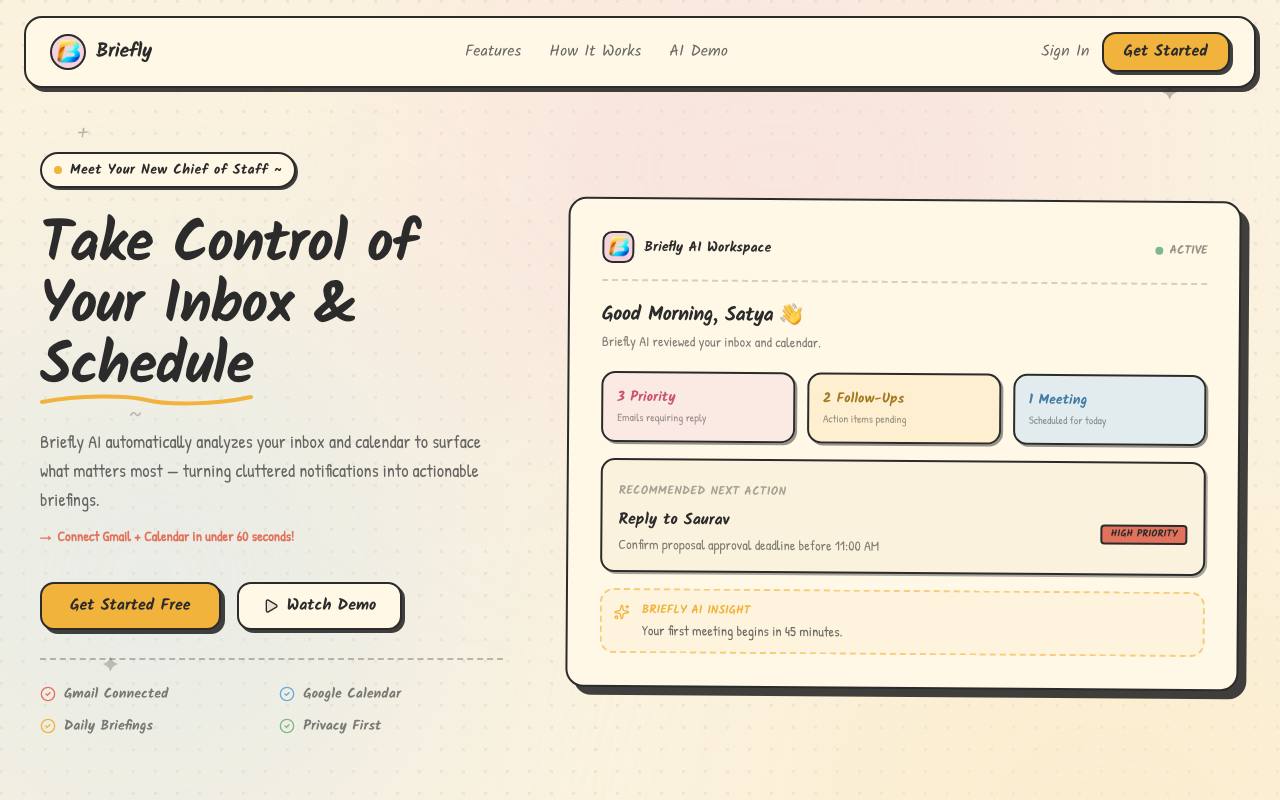 Briefly
Features
How It Works
AI Demo
Sign In
Get Started
Meet Your New Chief of Staff ~
Take Control of
Your Inbox &
Schedule
Briefly AI automatically analyzes your inbox and calendar to surface
what matters most — turning cluttered notifications into actionable
briefings.
→ Connect Gmail + Calendar in under 60 seconds!
Get Started Free
Watch Demo
Gmail Connected
Google Calendar
Daily Briefings
Privacy First
Briefly AI Workspace
ACTIVE
Good Morning, Satya 👋
Briefly AI reviewed your inbox and calendar.
3 Priority
Emails requiring reply
2 Follow-Ups
Action items pending
1 Meeting
Scheduled for today
RECOMMENDED NEXT ACTION
Reply to Saurav
Confirm proposal approval deadline before 11:00 AM
HIGH PRIORITY
BRIEFLY AI INSIGHT
Your first meeting begins in 45 minutes.